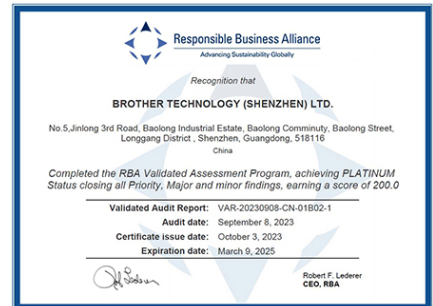 Responsible Business Alliance
Advancing Sustainability Globally
Recognition that
BROTHER TECHNOLOGY (SHENZHEN) LTD.
No.5,Jinlong 3rd Road, Baolong Industrial Estate, Baolong Comminuty, Baolong Street,
Longgang District , Shenzhen, Guangdong, 518116
China
Completed the RBA Validated Assessment Program, achieving PLATINUM
Status closing all Priority, Major and minor findings, earning a score of 200.0
Validated Audit Report: VAR-20230908-CN-01B02-1
Audit date: September 8, 2023
Certificate issue date: October 3, 2023
Expiration date: March 9, 2025
Robert F. Lederer
CEO, RBA